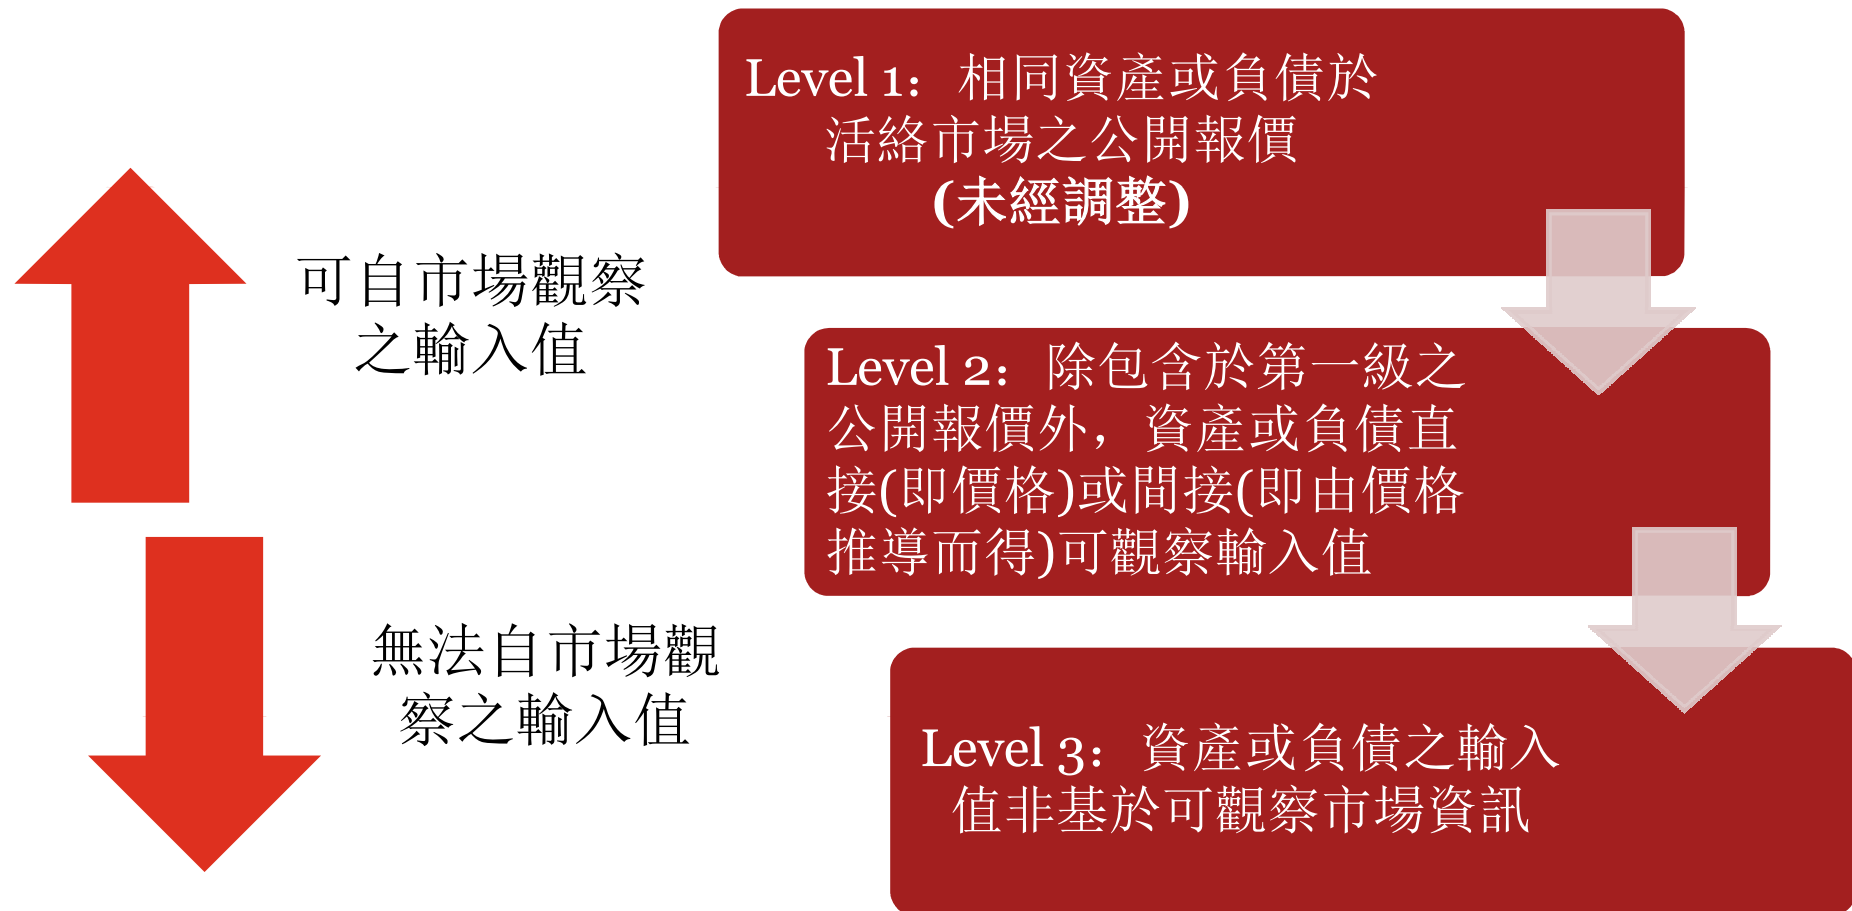 Level 1：相同資產或負債於
活絡市場之公開報價
(未經調整)
可自市場觀察
之輸入值
Level 2：除包含於第一級之
公開報價外，資產或負債直
接(即價格)或間接(即由價格
推導而得)可觀察輸入值
無法自市場觀
察之輸入值
Level 3：資產或負債之輸入
值非基於可觀察市場資訊